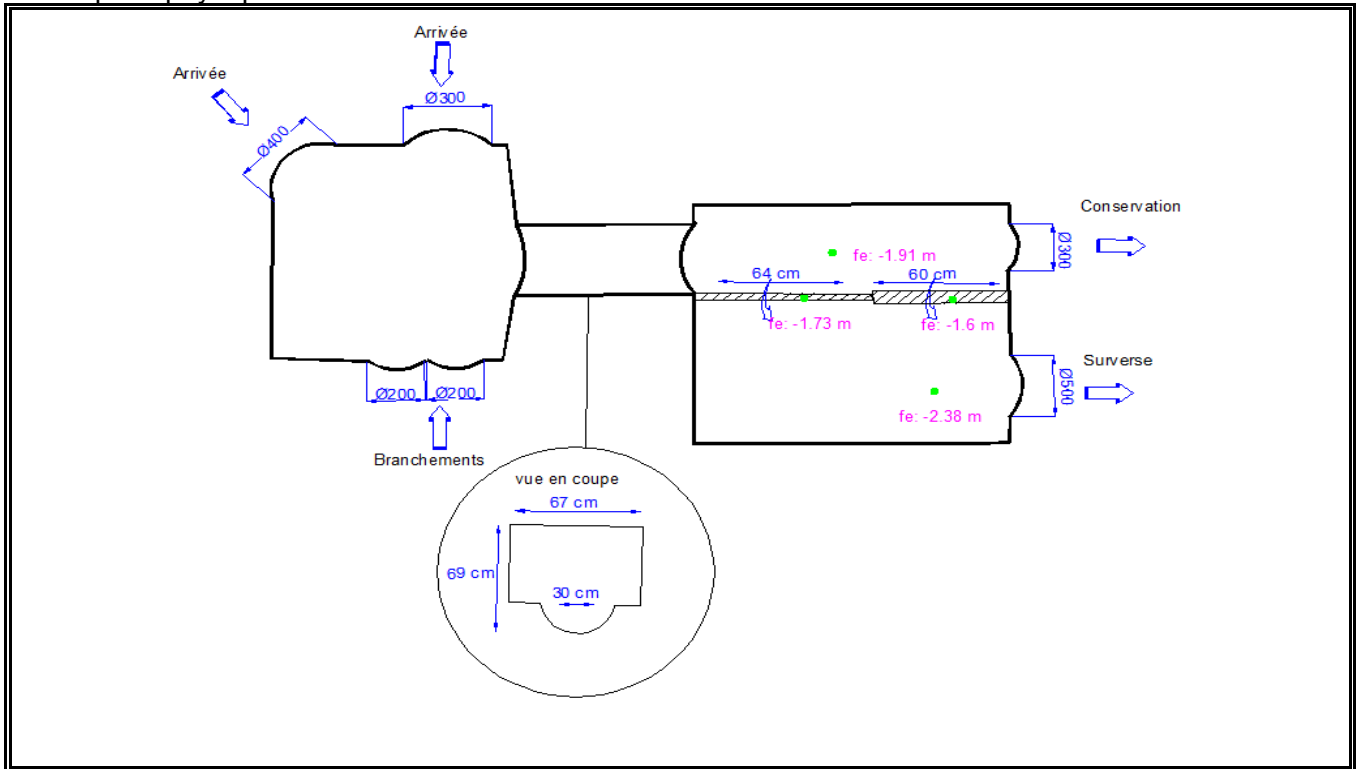 Arrivée
Arrivée
Ø300
Ø400
Conservation
Ø300
fe: -1.91 m
64 cm
60 cm
fe: -1.73 m
fe: -1.6 m
Surverse
Ø500
fe: -2.38 m
Ø200
Ø200
Branchements
vue en coupe
67 cm
69 cm
30 cm